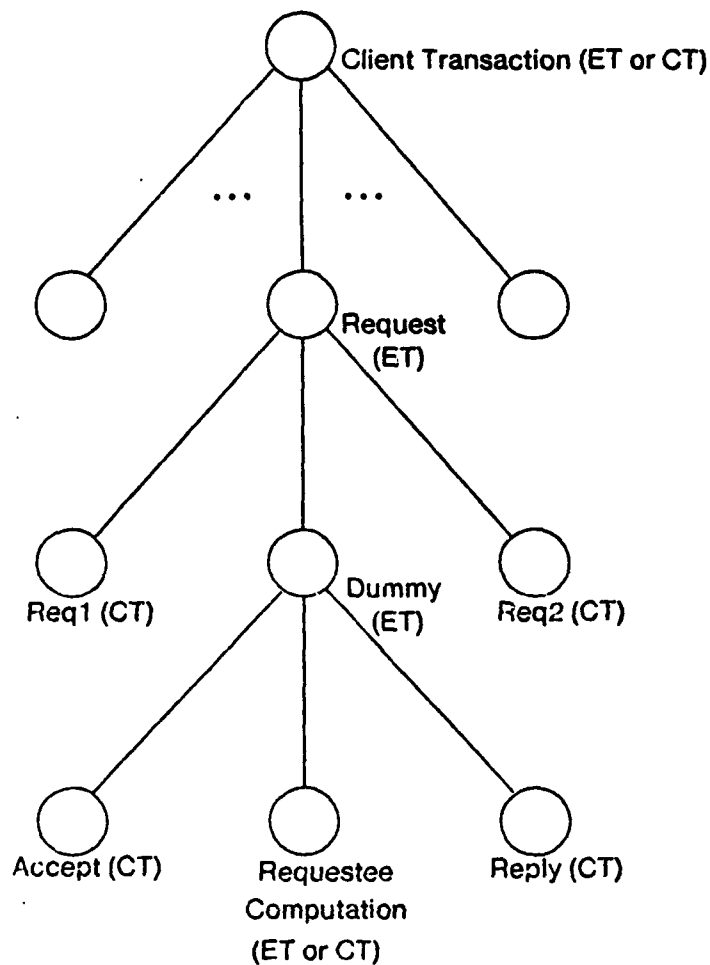 Client Transaction (ET or CT)
... ...
Request
(ET)
Req1 (CT)
Dummy
(ET)
Req2 (CT)
Accept (CT)
Requestee
Computation
(ET or CT)
Reply (CT)